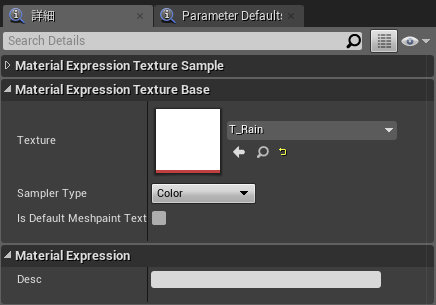 詳細
Parameter Defaults
Search Details
Material Expression Texture Sample
Material Expression Texture Base
Texture
T_Rain
Sampler Type
Color
Is Default Meshpaint Text
Material Expression
Desc